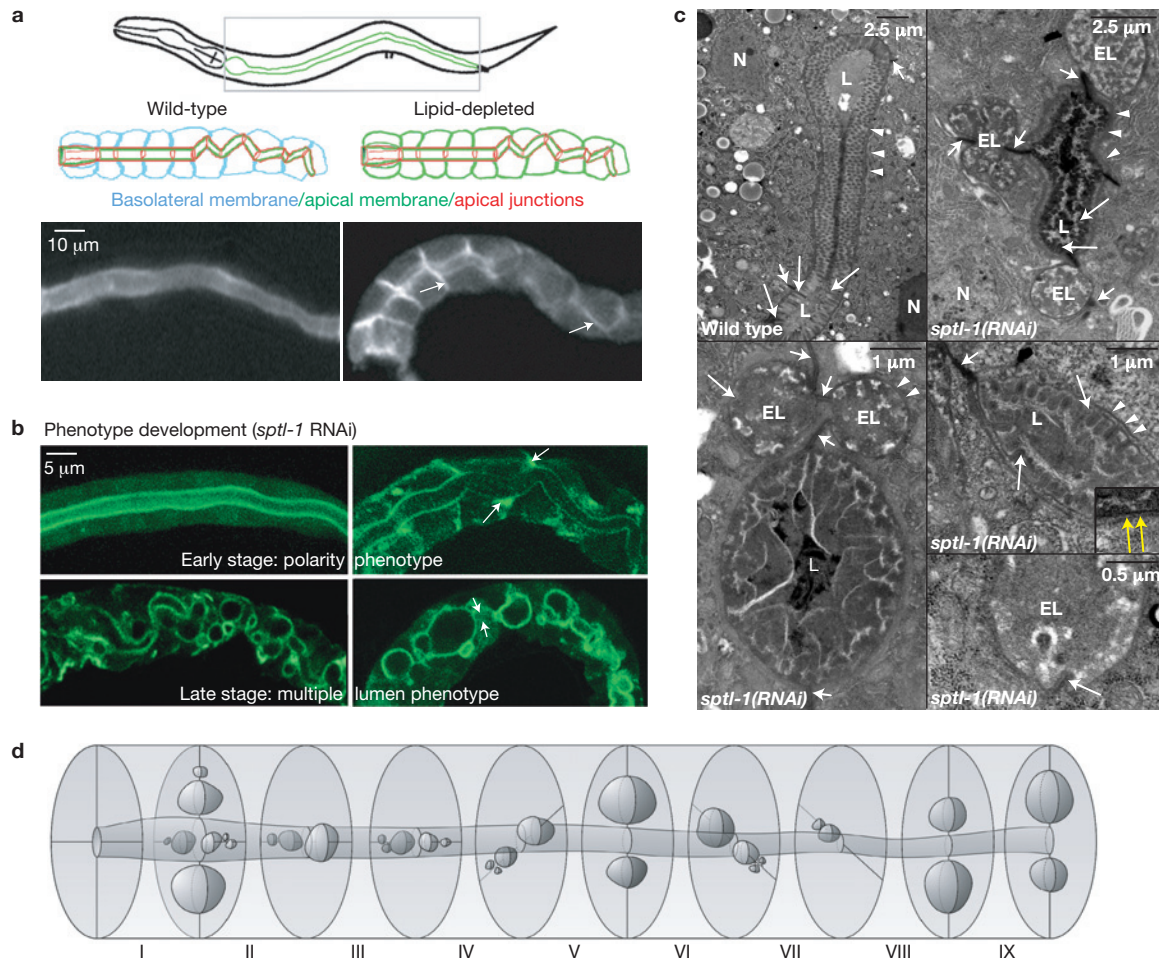 a
Wild-type
Lipid-depleted
Basolateral membrane/apical membrane/apical junctions
10 μm
b Phenotype development (sptl-1 RNAi)
5 μm
Early stage: polarity phenotype
Late stage: multiple lumen phenotype
c
2.5 μm
N
L
L
Wild type
2.5 μm
EL
EL
L
EL
N
sptl-1(RNAi)
1 μm
EL
EL
L
sptl-1(RNAi)
1 μm
L
sptl-1(RNAi)
0.5 μm
EL
sptl-1(RNAi)
d
I II III IV V VI VII VIII IX